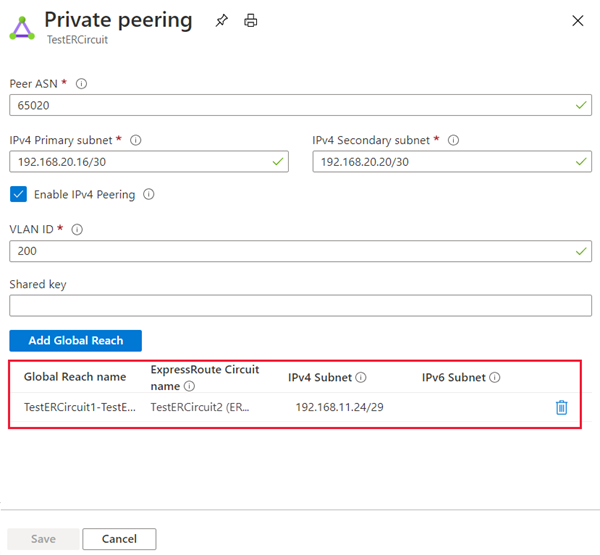 Private peering
TestERCircuit
Peer ASN *
65020
IPv4 Primary subnet * IPv4 Secondary subnet *
192.168.20.16/30 192.168.20.20/30
Enable IPv4 Peering
VLAN ID *
200
Shared key
Add Global Reach
Global Reach name ExpressRoute Circuit name IPv4 Subnet IPv6 Subnet
TestERCircuit1-TestE... TestERCircuit2 (ER... 192.168.11.24/29
Save Cancel